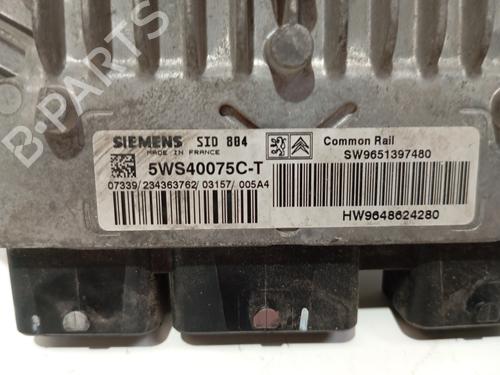 B-PARTS
SIEMENS SID 804
MADE IN FRANCE
5WS40075C-T
07339/234363762/03157/005A4
Common Rail
SW9651397480
HW9648624280